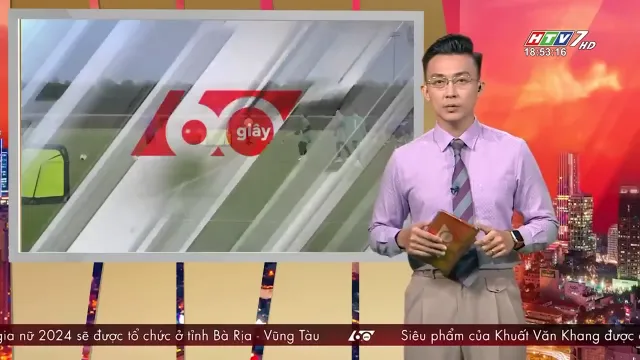 HTV7 HD
18:53:16
60 giây
gia nữ 2024 sẽ được tổ chức ở tỉnh Bà Rịa - Vũng Tàu 60 Siêu phẩm của Khuất Văn Khang được